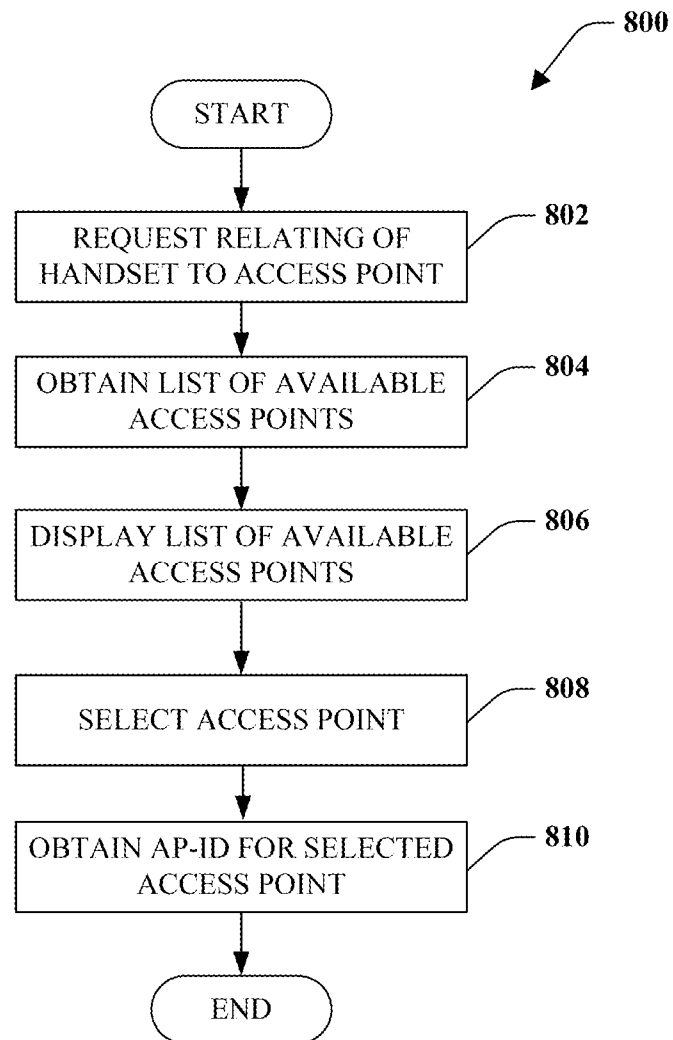 800
START
802
REQUEST RELATING OF
HANDSET TO ACCESS POINT
804
OBTAIN LIST OF AVAILABLE
ACCESS POINTS
806
DISPLAY LIST OF AVAILABLE
ACCESS POINTS
808
SELECT ACCESS POINT
810
OBTAIN AP-ID FOR SELECTED
ACCESS POINT
END